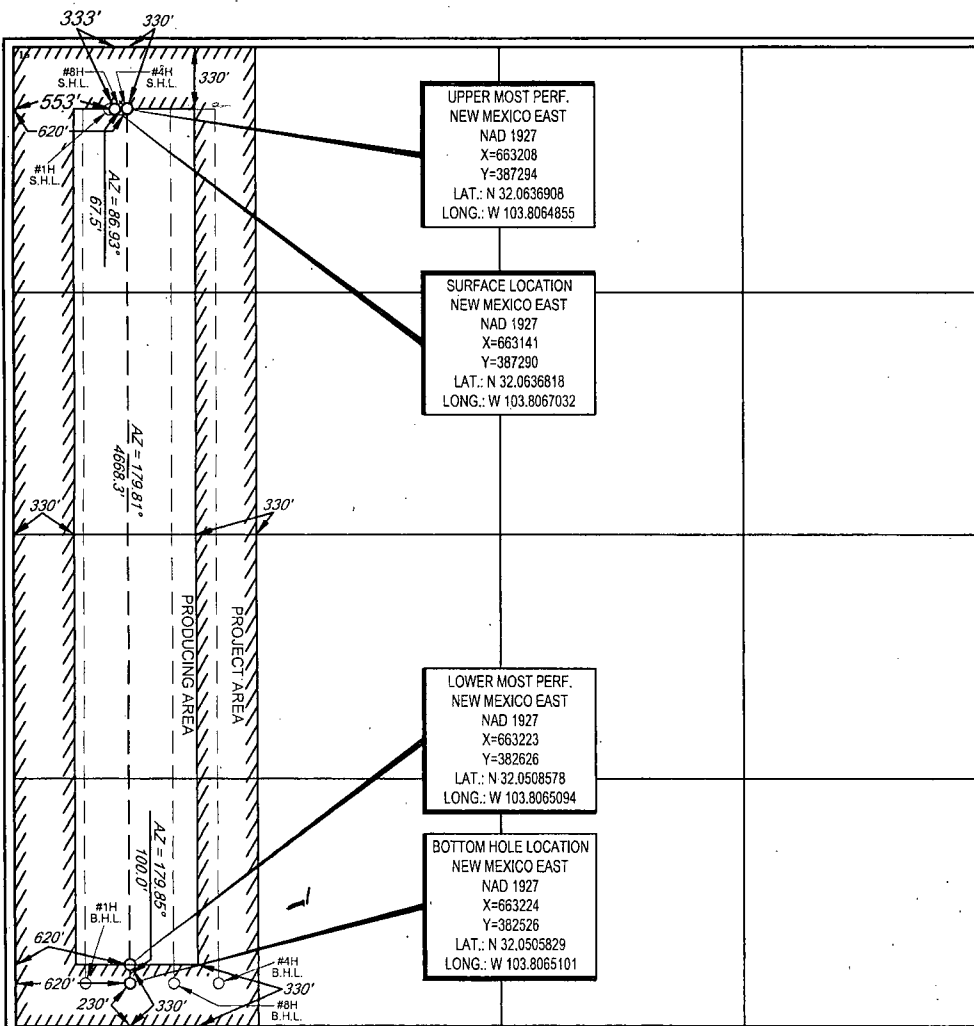 333'
330'
16
#8H
S.H.L.
#4H
S.H.L.
330'
553'
620'
#1H
S.H.L.
AZ = 86.93°
67.5'
UPPER MOST PERF.
NEW MEXICO EAST
NAD 1927
X=663208
Y=387294
LAT.: N 32.0636908
LONG.: W 103.8064855
SURFACE LOCATION
NEW MEXICO EAST
NAD 1927
X=663141
Y=387290
LAT.: N 32.0636818
LONG.: W 103.8067032
AZ = 179.81°
4668.3'
330'
330'
PRODUCING AREA
PROJECT AREA
LOWER MOST PERF.
NEW MEXICO EAST
NAD 1927
X=663223
Y=382626
LAT.: N 32.0508578
LONG.: W 103.8065094
BOTTOM HOLE LOCATION
NEW MEXICO EAST
NAD 1927
X=663224
Y=382526
LAT.: N 32.0505829
LONG.: W 103.8065101
AZ = 179.85°
100.0'
#1H
B.H.L.
620'
620'
230'
330'
#8H
B.H.L.
#4H
B.H.L.
330'